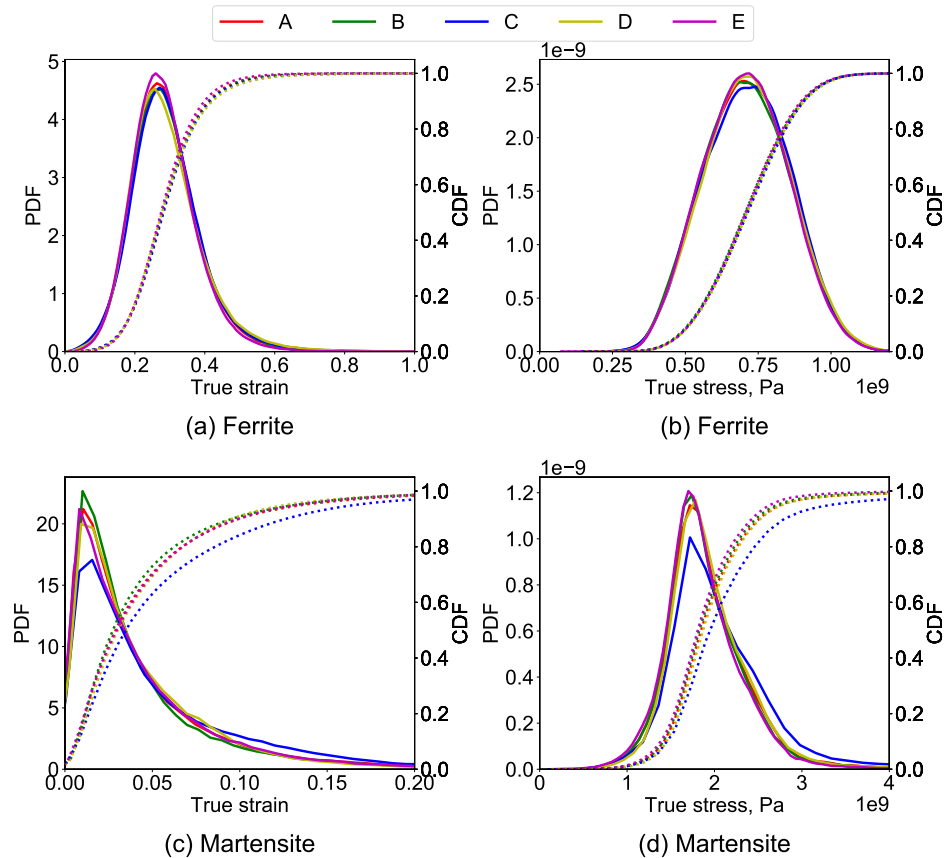 A B C D E
1e−9
5
4
3
2
1
0
PDF
1.0
0.8
0.6
0.4
0.2
0.0
CDF
0.0 0.2 0.4 0.6 0.8 1.0
True strain
(a) Ferrite
2.5
2.0
1.5
1.0
0.5
0.0
PDF
1.0
0.8
0.6
0.4
0.2
0.0
CDF
0.00 0.25 0.50 0.75 1.00
True stress, Pa 1e9
(b) Ferrite
20
15
10
5
0
PDF
1.0
0.8
0.6
0.4
0.2
0.0
CDF
0.00 0.05 0.10 0.15 0.20
True strain
(c) Martensite
1e−9
1.2
1.0
0.8
0.6
0.4
0.2
0.0
PDF
1.0
0.8
0.6
0.4
0.2
0.0
CDF
0 1 2 3 4
True stress, Pa 1e9
(d) Martensite